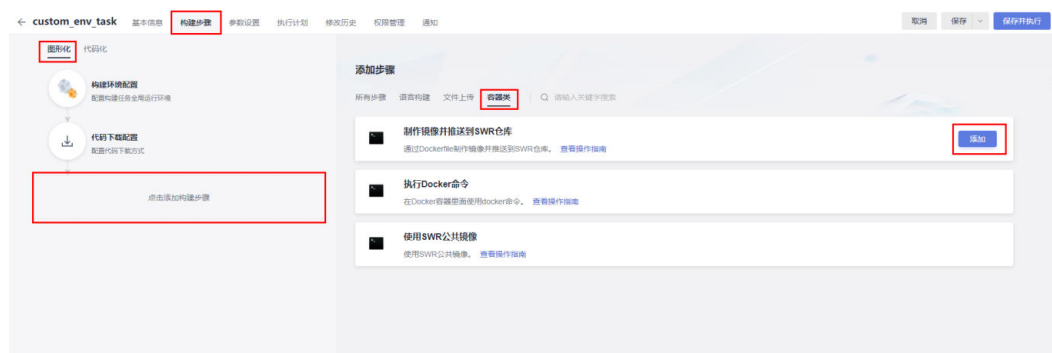 ← custom_env_task 基本信息 构建步骤 参数设置 执行计划 修改历史 权限管理 通知 取消 保存 保存并执行
图形化 代码化
构建环境配置
配置构建任务全局运行环境
代码下载配置
配置代码下载方式
点击添加构建步骤
添加步骤
所有步骤 语言构建 文件上传 容器类 请输入关键字搜索
制作镜像并推送到SWR仓库
通过Dockerfile制作镜像并推送到SWR仓库。 查看操作指南
添加
执行Docker命令
在Docker容器里面使用docker命令。 查看操作指南
使用SWR公共镜像
使用SWR公共镜像。 查看操作指南